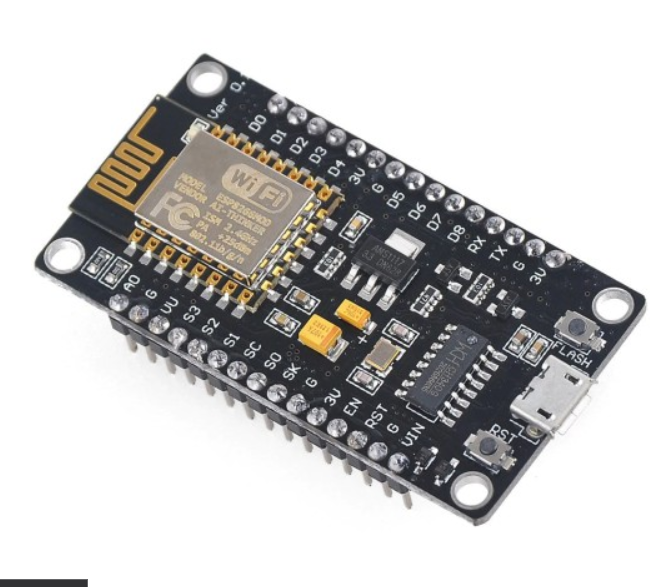 Ver 0.
D0
D1
D2
D3
D4
3V
G
D5
D6
D7
D8
RX
TX
G
3V
WiFi
MODEL
ESP8266MOD
VENDOR
AI-THINKER
FC
ISM 2.4GHz
PA +25dBm
802.11b/g/n
AMS1117
3.3
+
FLASH
RST
A0
G
VU
S3
S2
S1
SC
SO
SK
G
3V
EN
RST
G
VIN